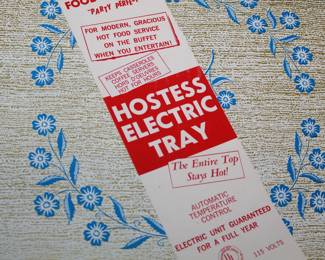 FOOD
"PARTY PERFE
FOR MODERN, GRACIOUS
HOT FOOD SERVICE
ON THE BUFFET
WHEN YOU ENTERTAIN!
KEEPS CASSEROLES
COFFEE SERVERS
HORS D'OEUVRES
HOT FOR HOURS
HOSTESS
ELECTRIC
TRAY
The Entire Top
Stays Hot!
AUTOMATIC
TEMPERATURE
CONTROL
ELECTRIC UNIT GUARANTEED
FOR A FULL YEAR
115 VOLTS